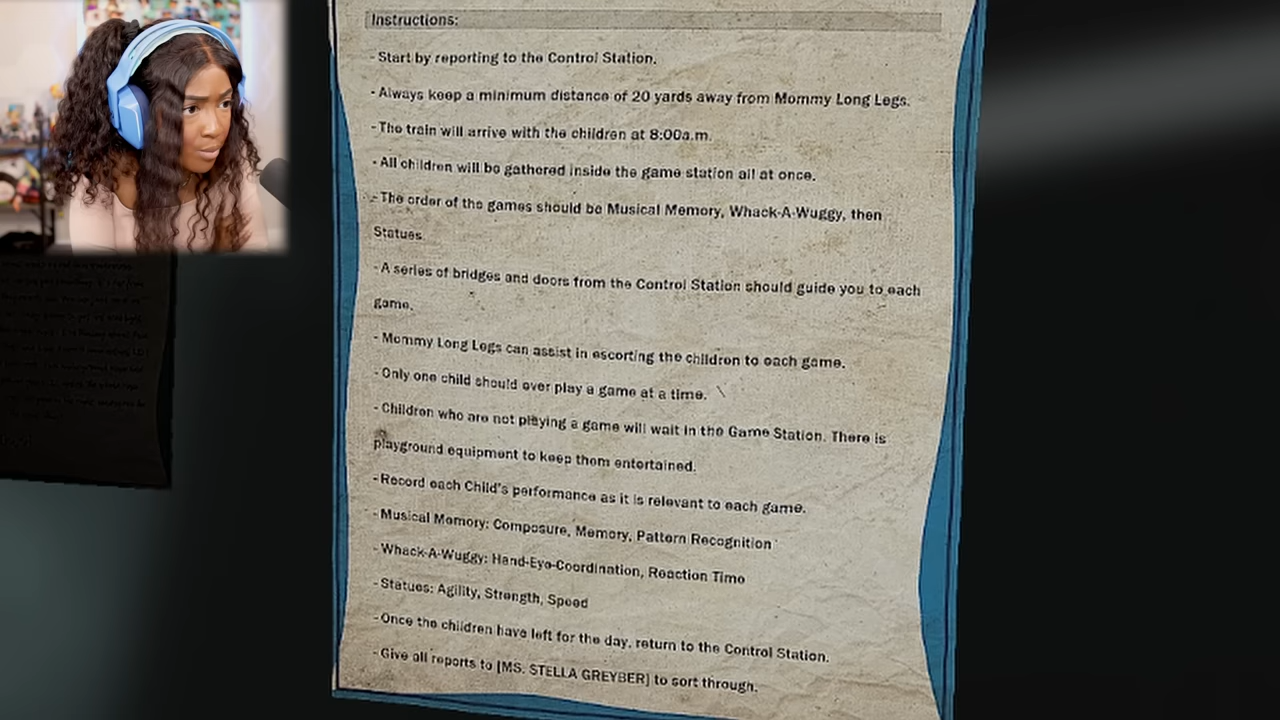 Instructions:
- Start by reporting to the Control Station.
- Always keep a minimum distance of 20 yards away from Mommy Long Legs.
- The train will arrive with the children at 8:00a.m.
- All children will be gathered inside the game station all at once.
- The order of the games should be Musical Memory, Whack-A-Wuggy, then
Statues.
- A series of bridges and doors from the Control Station should guide you to each
game.
- Mommy Long Legs can assist in escorting the children to each game.
- Only one child should ever play a game at a time.
- Children who are not playing a game will wait in the Game Station. There is
playground equipment to keep them entertained.
- Record each Child's performance as it is relevant to each game.
- Musical Memory: Composure, Memory, Pattern Recognition
- Whack-A-Wuggy: Hand-Eye-Coordination, Reaction Time
- Statues: Agility, Strength, Speed
- Once the children have left for the day, return to the Control Station.
- Give all reports to [MS. STELLA GREYBER] to sort through.